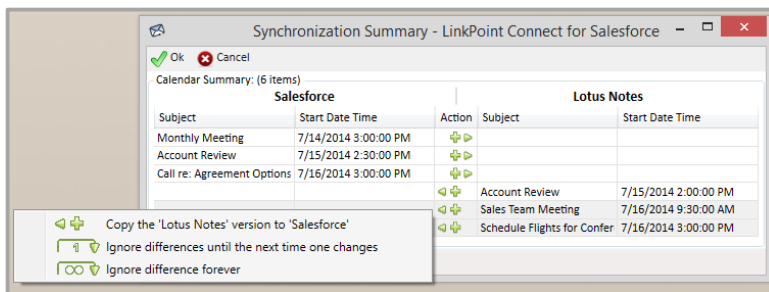 Synchronization Summary - LinkPoint Connect for Salesforce
Ok Cancel
Calendar Summary: (6 items)
Salesforce Lotus Notes
Subject Start Date Time Action Subject Start Date Time
Monthly Meeting 7/14/2014 3:00:00 PM
Account Review 7/15/2014 2:30:00 PM
Call re: Agreement Options 7/16/2014 3:00:00 PM
Account Review 7/15/2014 2:00:00 PM
Sales Team Meeting 7/16/2014 9:30:00 AM
Schedule Flights for Confer 7/16/2014 3:00:00 PM
Copy the 'Lotus Notes' version to 'Salesforce'
1 Ignore differences until the next time one changes
Ignore difference forever